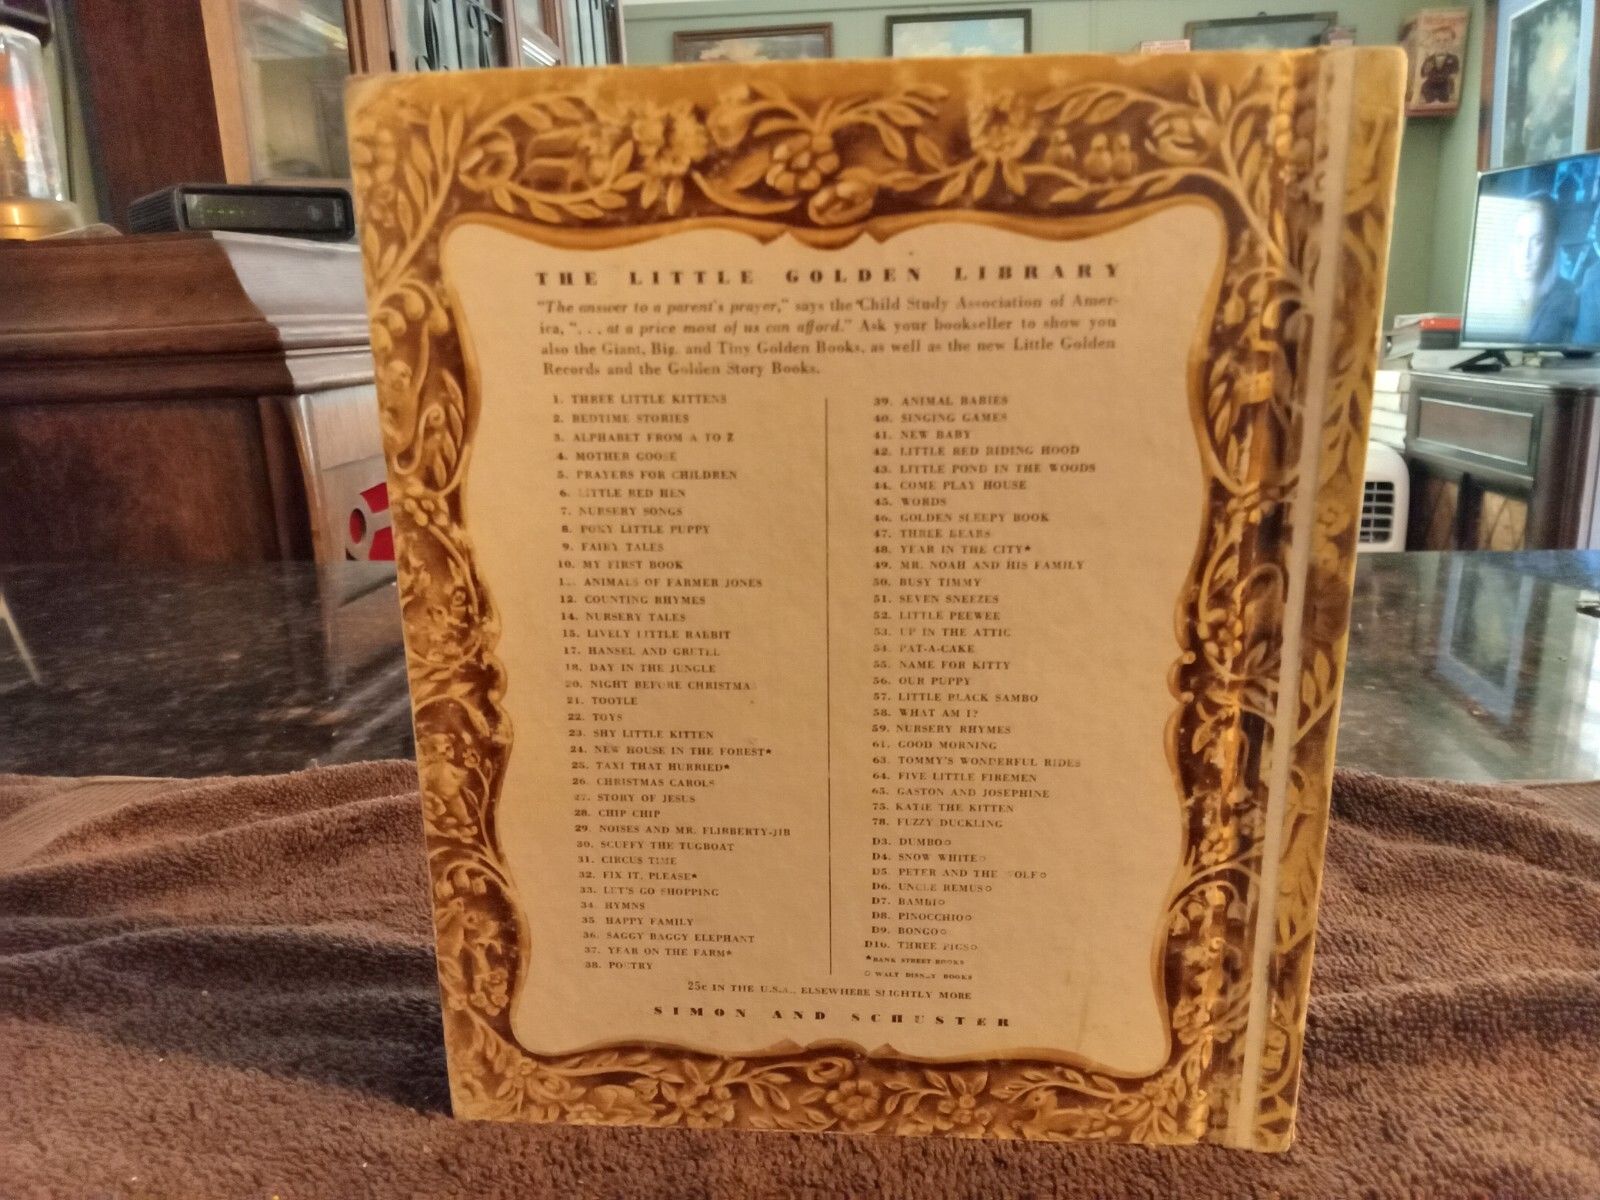 THE LITTLE GOLDEN LIBRARY
"The answer to a parent's prayer," says the Child Study Association of Amer-
ica, "... at a price most of us can afford." Ask your bookseller to show you
also the Giant, Big, and Tiny Golden Books, as well as the new Little Golden
Records and the Golden Story Books.
1. THREE LITTLE KITTENS
2. BEDTIME STORIES
3. ALPHABET FROM A TO Z
4. MOTHER GOOSE
5. PRAYERS FOR CHILDREN
6. LITTLE RED HEN
7. NURSERY SONGS
8. POKY LITTLE PUPPY
9. FAIRY TALES
10. MY FIRST BOOK
1. ANIMALS OF FARMER JONES
12. COUNTING RHYMES
14. NURSERY TALES
15. LIVELY LITTLE RABBIT
17. HANSEL AND GRETEL
18. DAY IN THE JUNGLE
20. NIGHT BEFORE CHRISTMA
21. TOOTLE
22. TOYS
23. SHY LITTLE KITTEN
24. NEW HOUSE IN THE FOREST★
25. TAXI THAT HURRIED★
26. CHRISTMAS CAROLS
27. STORY OF JESUS
28. CHIP CHIP
29. NOISES AND MR. FLIBBERTY-JIB
30. SCUFFY THE TUGBOAT
31. CIRCUS TIME
32. FIX IT, PLEASE★
33. LET'S GO SHOPPING
34. HYMNS
35. HAPPY FAMILY
36. SAGGY BAGGY ELEPHANT
37. YEAR ON THE FARM★
38. POETRY
39. ANIMAL BABIES
40. SINGING GAMES
41. NEW BABY
42. LITTLE RED RIDING HOOD
43. LITTLE POND IN THE WOODS
44. COME PLAY HOUSE
45. WORDS
46. GOLDEN SLEEPY BOOK
47. THREE BEARS
48. YEAR IN THE CITY★
49. MR. NOAH AND HIS FAMILY
50. BUSY TIMMY
51. SEVEN SNEEZES
52. LITTLE PEEWEE
53. UP IN THE ATTIC
54. PAT-A-CAKE
55. NAME FOR KITTY
56. OUR PUPPY
57. LITTLE BLACK SAMBO
58. WHAT AM I?
59. NURSERY RHYMES
61. GOOD MORNING
63. TOMMY'S WONDERFUL RIDES
64. FIVE LITTLE FIREMEN
65. GASTON AND JOSEPHINE
75. KATIE THE KITTEN
78. FUZZY DUCKLING
D3. DUMBO○
D4. SNOW WHITE○
D5. PETER AND THE WOLF○
D6. UNCLE REMUS○
D7. BAMBI○
D8. PINOCCHIO○
D9. BONGO○
D10. THREE PIGS○
★BANK STREET BOOKS
○ WALT DISNEY BOOKS
25c IN THE U.S.A., ELSEWHERE SLIGHTLY MORE
SIMON AND SCHUSTER